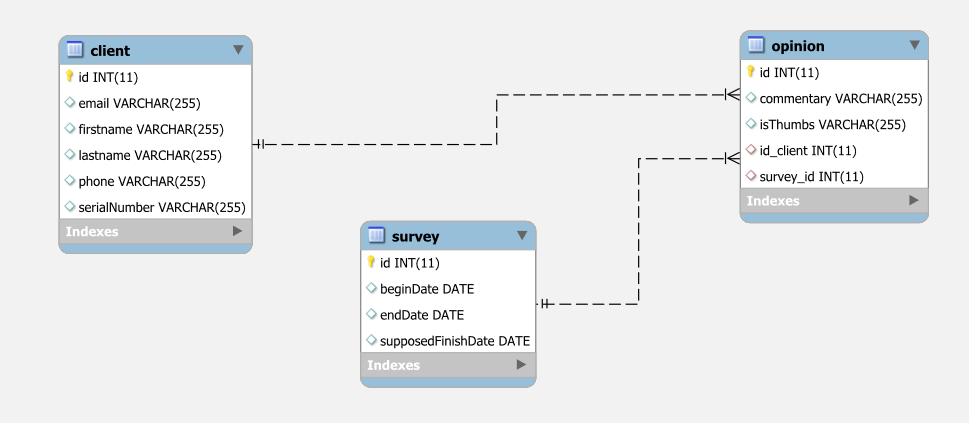 client
id INT(11)
email VARCHAR(255)
firstname VARCHAR(255)
lastname VARCHAR(255)
phone VARCHAR(255)
serialNumber VARCHAR(255)
Indexes
survey
id INT(11)
beginDate DATE
endDate DATE
supposedFinishDate DATE
Indexes
opinion
id INT(11)
commentary VARCHAR(255)
isThumbs VARCHAR(255)
id_client INT(11)
survey_id INT(11)
Indexes